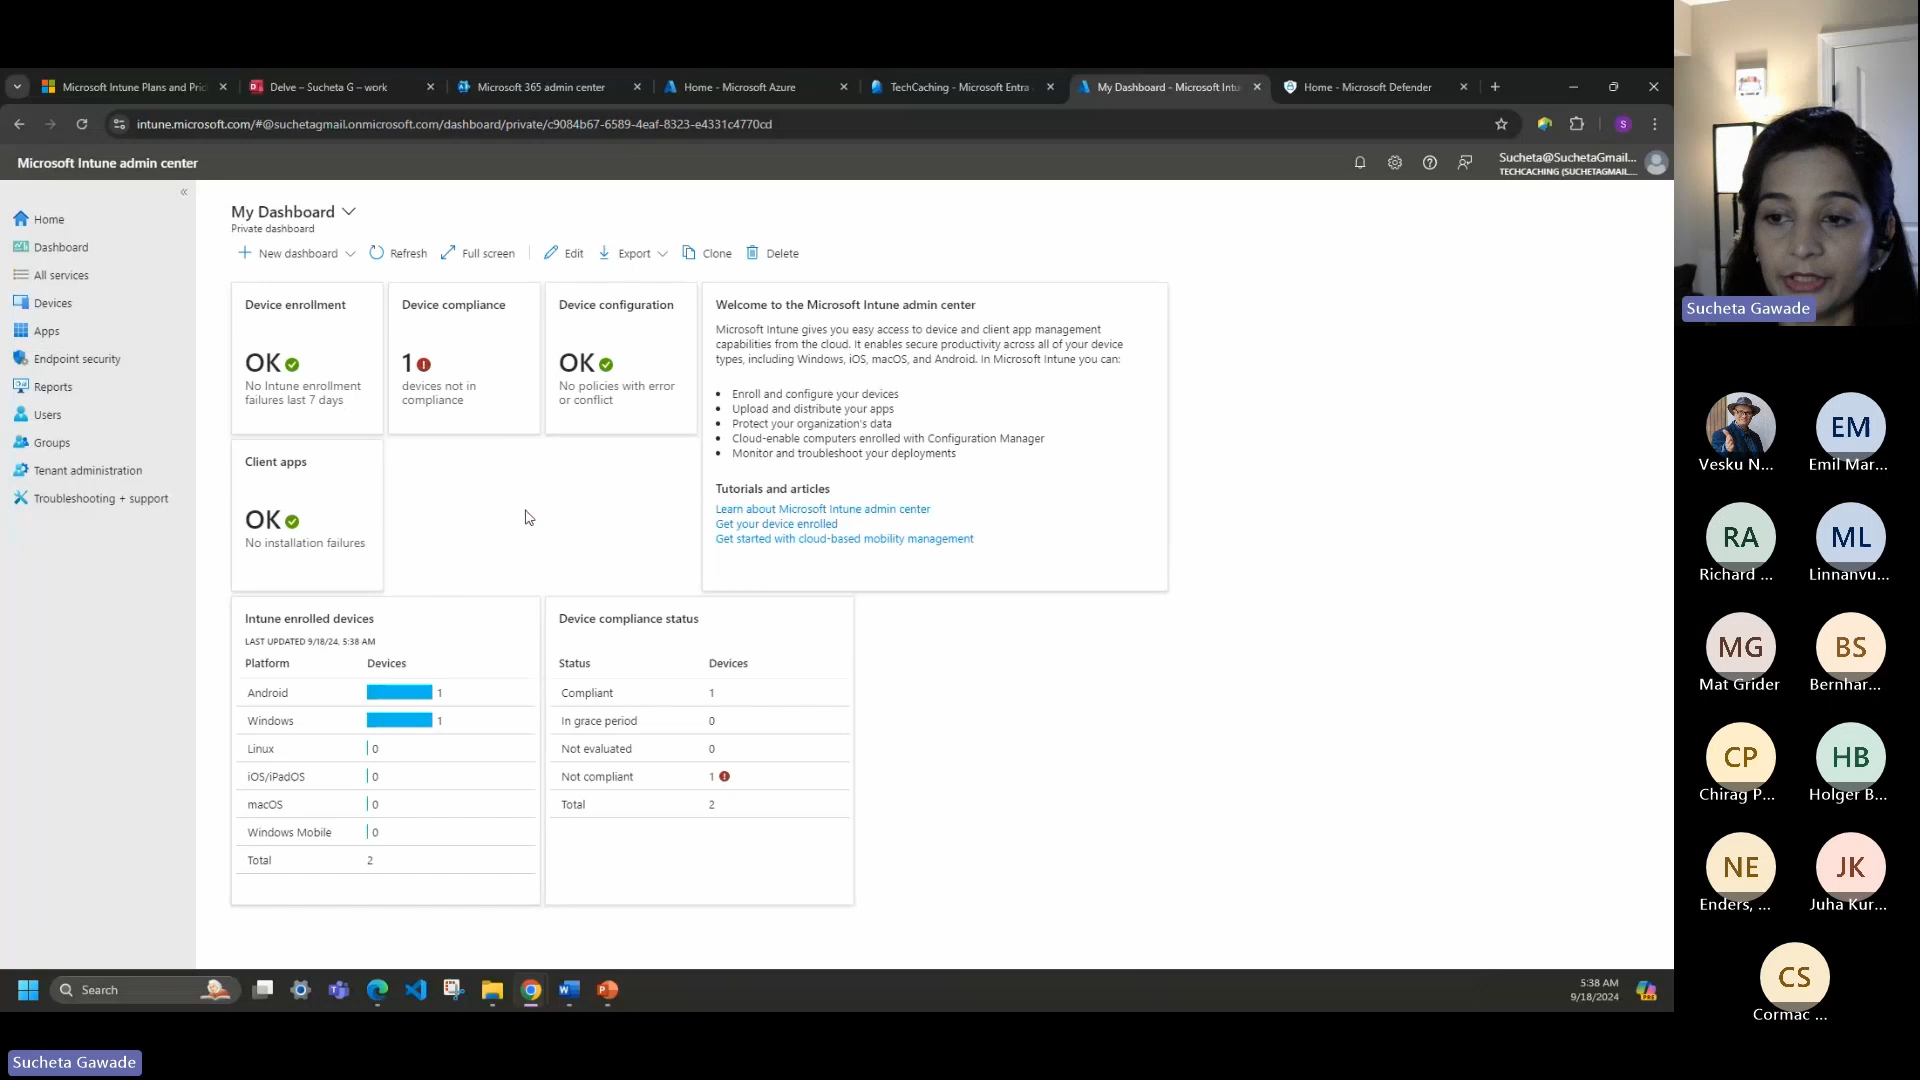 Microsoft Intune Plans and Pric
Delve – Sucheta G – work
Microsoft 365 admin center
Home - Microsoft Azure
TechCaching - Microsoft Entra
My Dashboard - Microsoft Intu
Home - Microsoft Defender
intune.microsoft.com/#@suchetagmail.onmicrosoft.com/dashboard/private/c9084b67-6589-4eaf-8323-e4331c4770cd
S
Microsoft Intune admin center
Sucheta@SuchetaGmail...
TECHCACHING (SUCHETAGMAIL....
Home
Dashboard
All services
Devices
Apps
Endpoint security
Reports
Users
Groups
Tenant administration
Troubleshooting + support
My Dashboard
Private dashboard
New dashboard
Refresh
Full screen
Edit
Export
Clone
Delete
Device enrollment
OK
No Intune enrollment
failures last 7 days
Device compliance
1
devices not in
compliance
Device configuration
OK
No policies with error
or conflict
Client apps
OK
No installation failures
Welcome to the Microsoft Intune admin center
Microsoft Intune gives you easy access to device and client app management
capabilities from the cloud. It enables secure productivity across all of your device
types, including Windows, iOS, macOS, and Android. In Microsoft Intune you can:
• Enroll and configure your devices
• Upload and distribute your apps
• Protect your organization's data
• Cloud-enable computers enrolled with Configuration Manager
• Monitor and troubleshoot your deployments
Tutorials and articles
Learn about Microsoft Intune admin center
Get your device enrolled
Get started with cloud-based mobility management
Intune enrolled devices
LAST UPDATED 9/18/24, 5:38 AM
Platform Devices
Android 1
Windows 1
Linux 0
iOS/iPadOS 0
macOS 0
Windows Mobile 0
Total 2
Device compliance status
Status Devices
Compliant 1
In grace period 0
Not evaluated 0
Not compliant 1
Total 2
Search
5:38 AM
9/18/2024
Sucheta Gawade
Sucheta Gawade
Vesku N...
EM
Emil Mar...
RA
Richard ...
ML
Linnanvu...
MG
Mat Grider
BS
Bernhar...
CP
Chirag P...
HB
Holger B...
NE
Enders, ...
JK
Juha Kur...
CS
Cormac ...